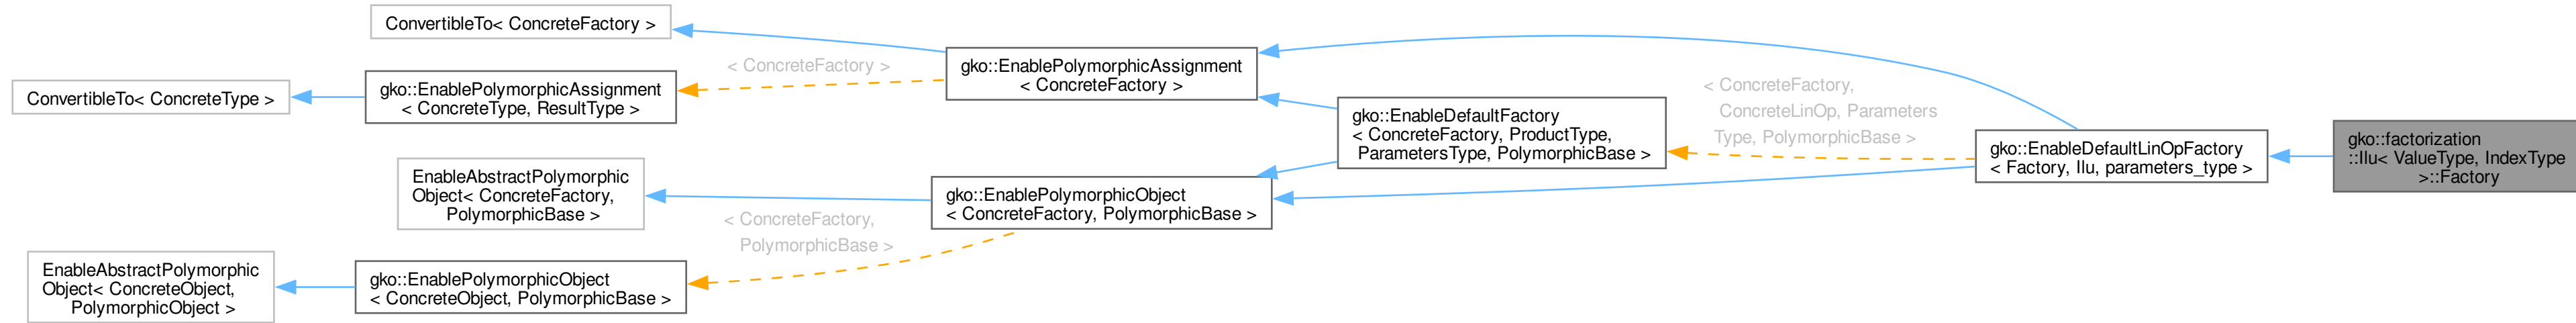 ConvertibleTo< ConcreteFactory >
ConvertibleTo< ConcreteType >
gko::EnablePolymorphicAssignment
< ConcreteType, ResultType >
< ConcreteFactory >
gko::EnablePolymorphicAssignment
< ConcreteFactory >
EnableAbstractPolymorphic
Object< ConcreteFactory,
PolymorphicBase >
EnableAbstractPolymorphic
Object< ConcreteObject,
PolymorphicObject >
gko::EnablePolymorphicObject
< ConcreteObject, PolymorphicBase >
< ConcreteFactory,
PolymorphicBase >
gko::EnablePolymorphicObject
< ConcreteFactory, PolymorphicBase >
gko::EnableDefaultFactory
< ConcreteFactory, ProductType,
ParametersType, PolymorphicBase >
< ConcreteFactory,
ConcreteLinOp, Parameters
Type, PolymorphicBase >
gko::EnableDefaultLinOpFactory
< Factory, Ilu, parameters_type >
gko::factorization
::Ilu< ValueType, IndexType
>::Factory